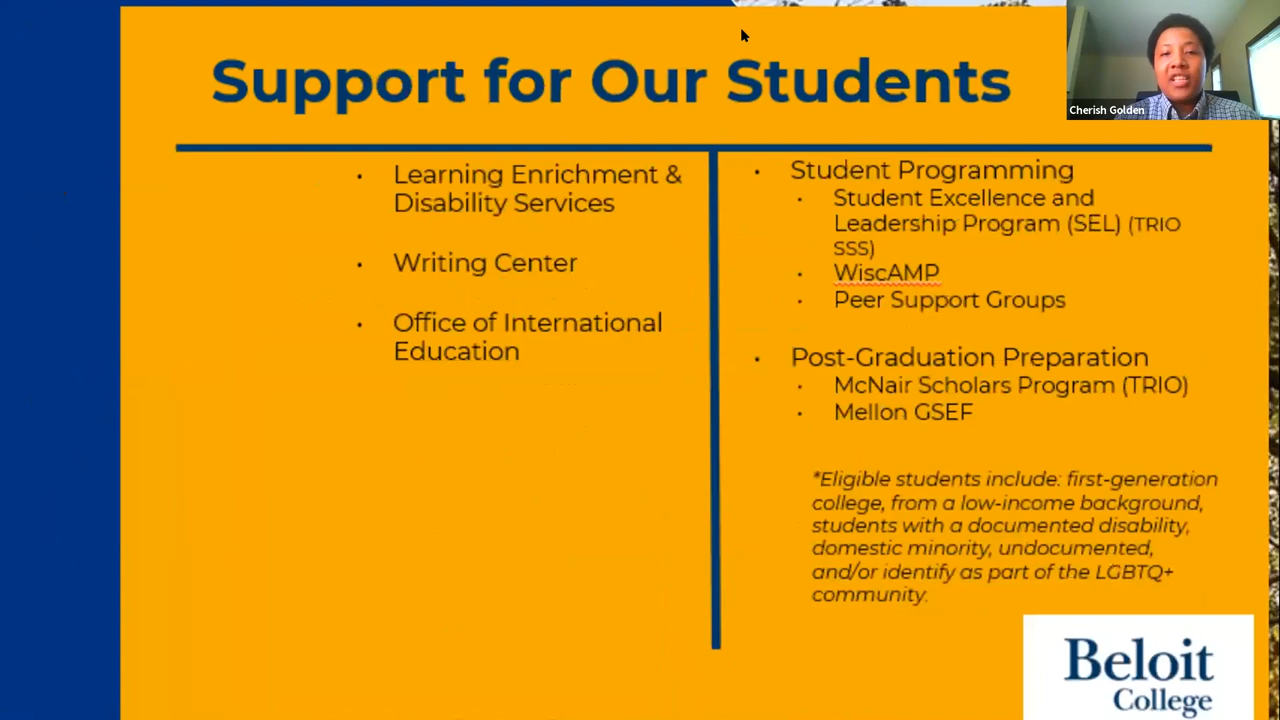 Support for Our Students
Cherish Golden
• Learning Enrichment &
Disability Services
• Writing Center
• Office of International
Education
• Student Programming
• Student Excellence and
Leadership Program (SEL) (TRIO
SSS)
• WiscAMP
• Peer Support Groups
• Post-Graduation Preparation
• McNair Scholars Program (TRIO)
• Mellon GSEF
*Eligible students include: first-generation
college, from a low-income background,
students with a documented disability,
domestic minority, undocumented,
and/or identify as part of the LGBTQ+
community.
Beloit
College